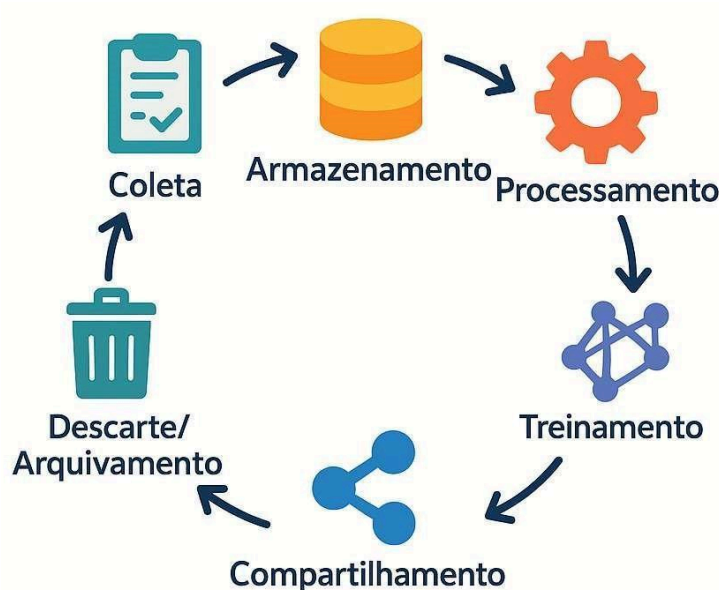 Coleta
Armazenamento
Processamento
Treinamento
Compartilhamento
Descarte/
Arquivamento